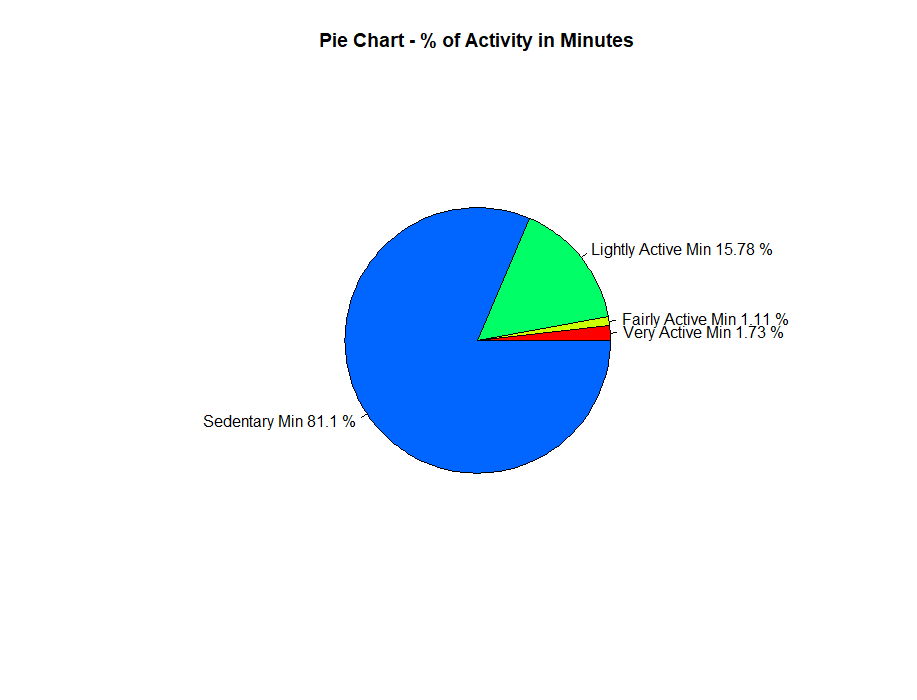 Pie Chart - % of Activity in Minutes
Lightly Active Min 15.78 %
Fairly Active Min 1.11 %
Very Active Min 1.73 %
Sedentary Min 81.1 %